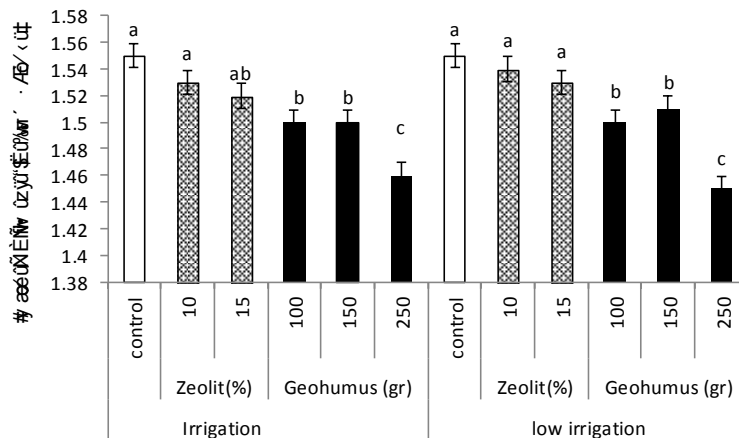 1.58
1.56
1.54
1.52
1.5
1.48
1.46
1.44
1.42
1.4
1.38
a a ab b b c a a a b b c
control 10 15 100 150 250 control 10 15 100 150 250
Zeolit(%) Geohumus (gr) Zeolit(%) Geohumus (gr)
Irrigation low irrigation